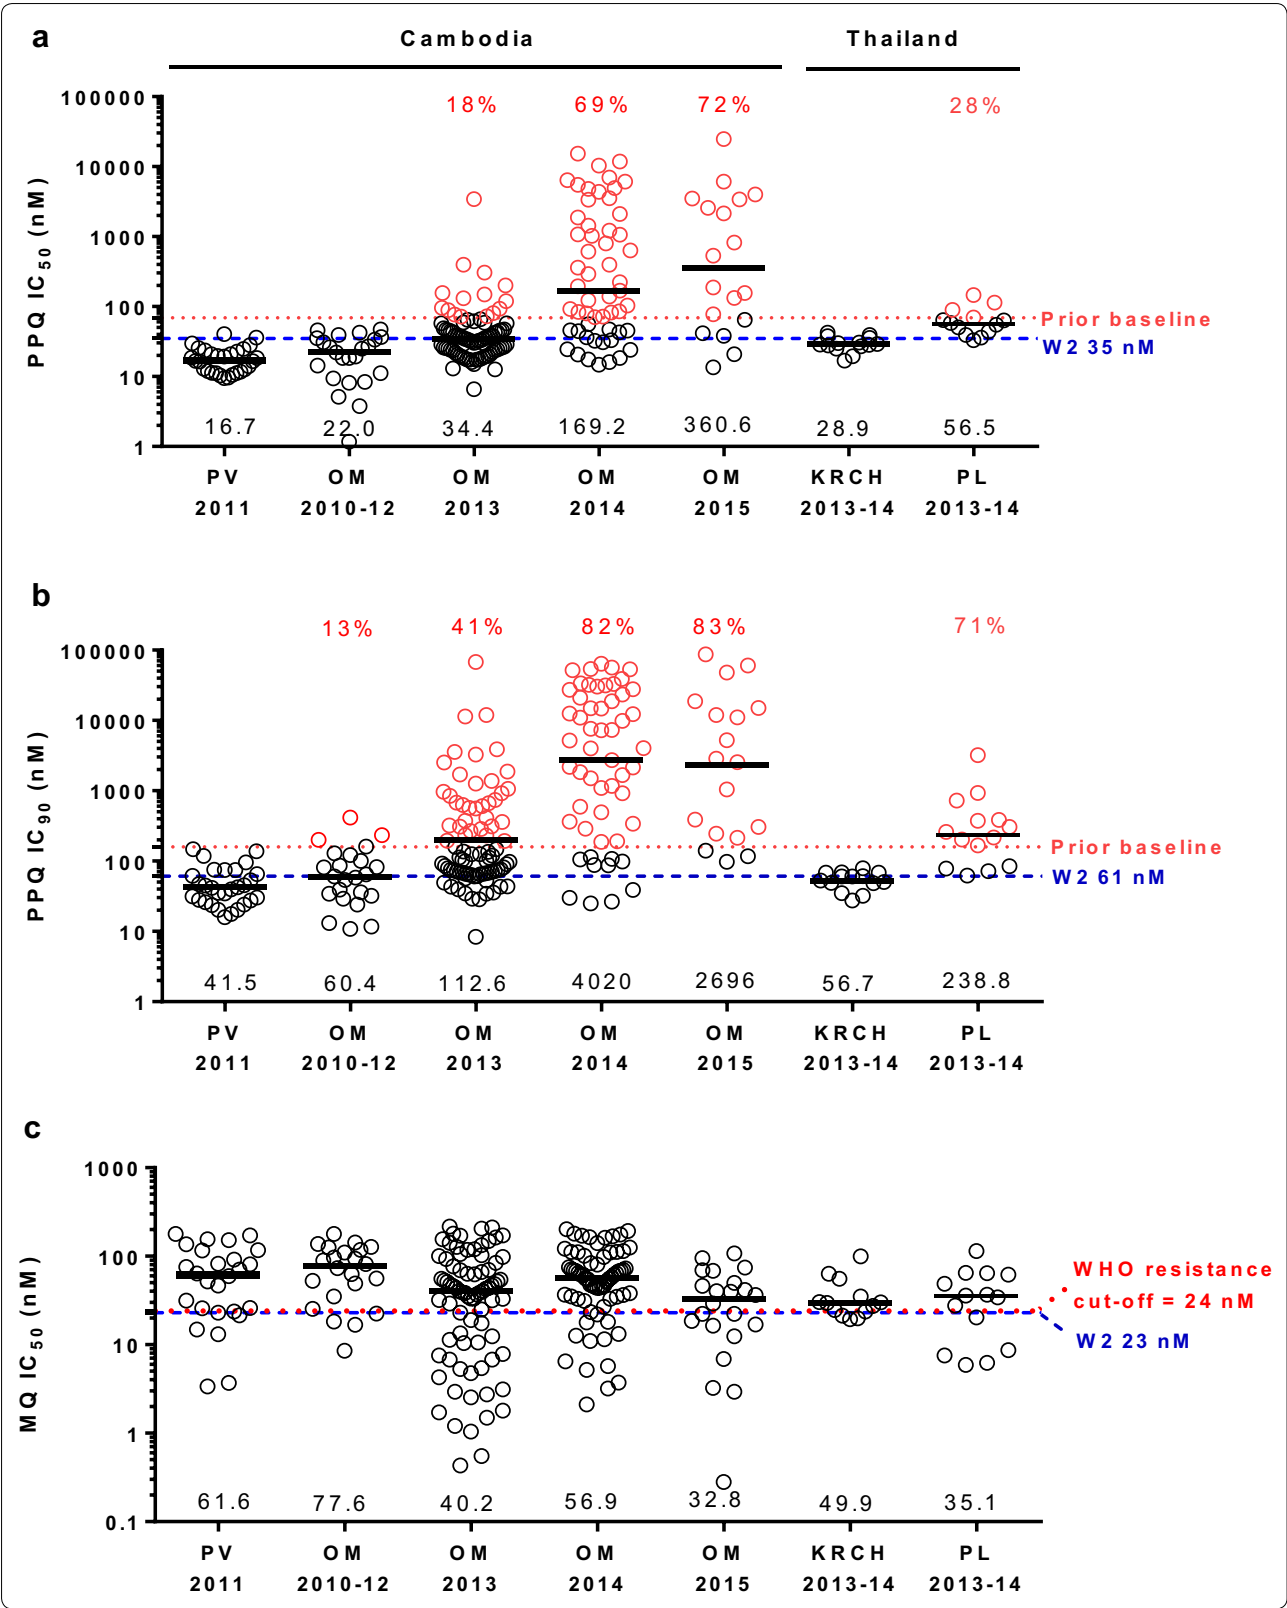 a
Cambodia Thailand
18% 69% 72% 28%
100000
10000
1000
100
10
1
PPQ IC50 (nM)
Prior baseline
W2 35 nM
16.7 22.0 34.4 169.2 360.6 28.9 56.5
PV OM OM OM OM KRCH PL
2011 2010-12 2013 2014 2015 2013-14 2013-14
b
13% 41% 82% 83% 71%
100000
10000
1000
100
10
1
PPQ IC90 (nM)
Prior baseline
W2 61 nM
41.5 60.4 112.6 4020 2696 56.7 238.8
PV OM OM OM OM KRCH PL
2011 2010-12 2013 2014 2015 2013-14 2013-14
c
1000
100
10
1
0.1
MQ IC50 (nM)
WHO resistance
cut-off = 24 nM
W2 23 nM
61.6 77.6 40.2 56.9 32.8 49.9 35.1
PV OM OM OM OM KRCH PL
2011 2010-12 2013 2014 2015 2013-14 2013-14